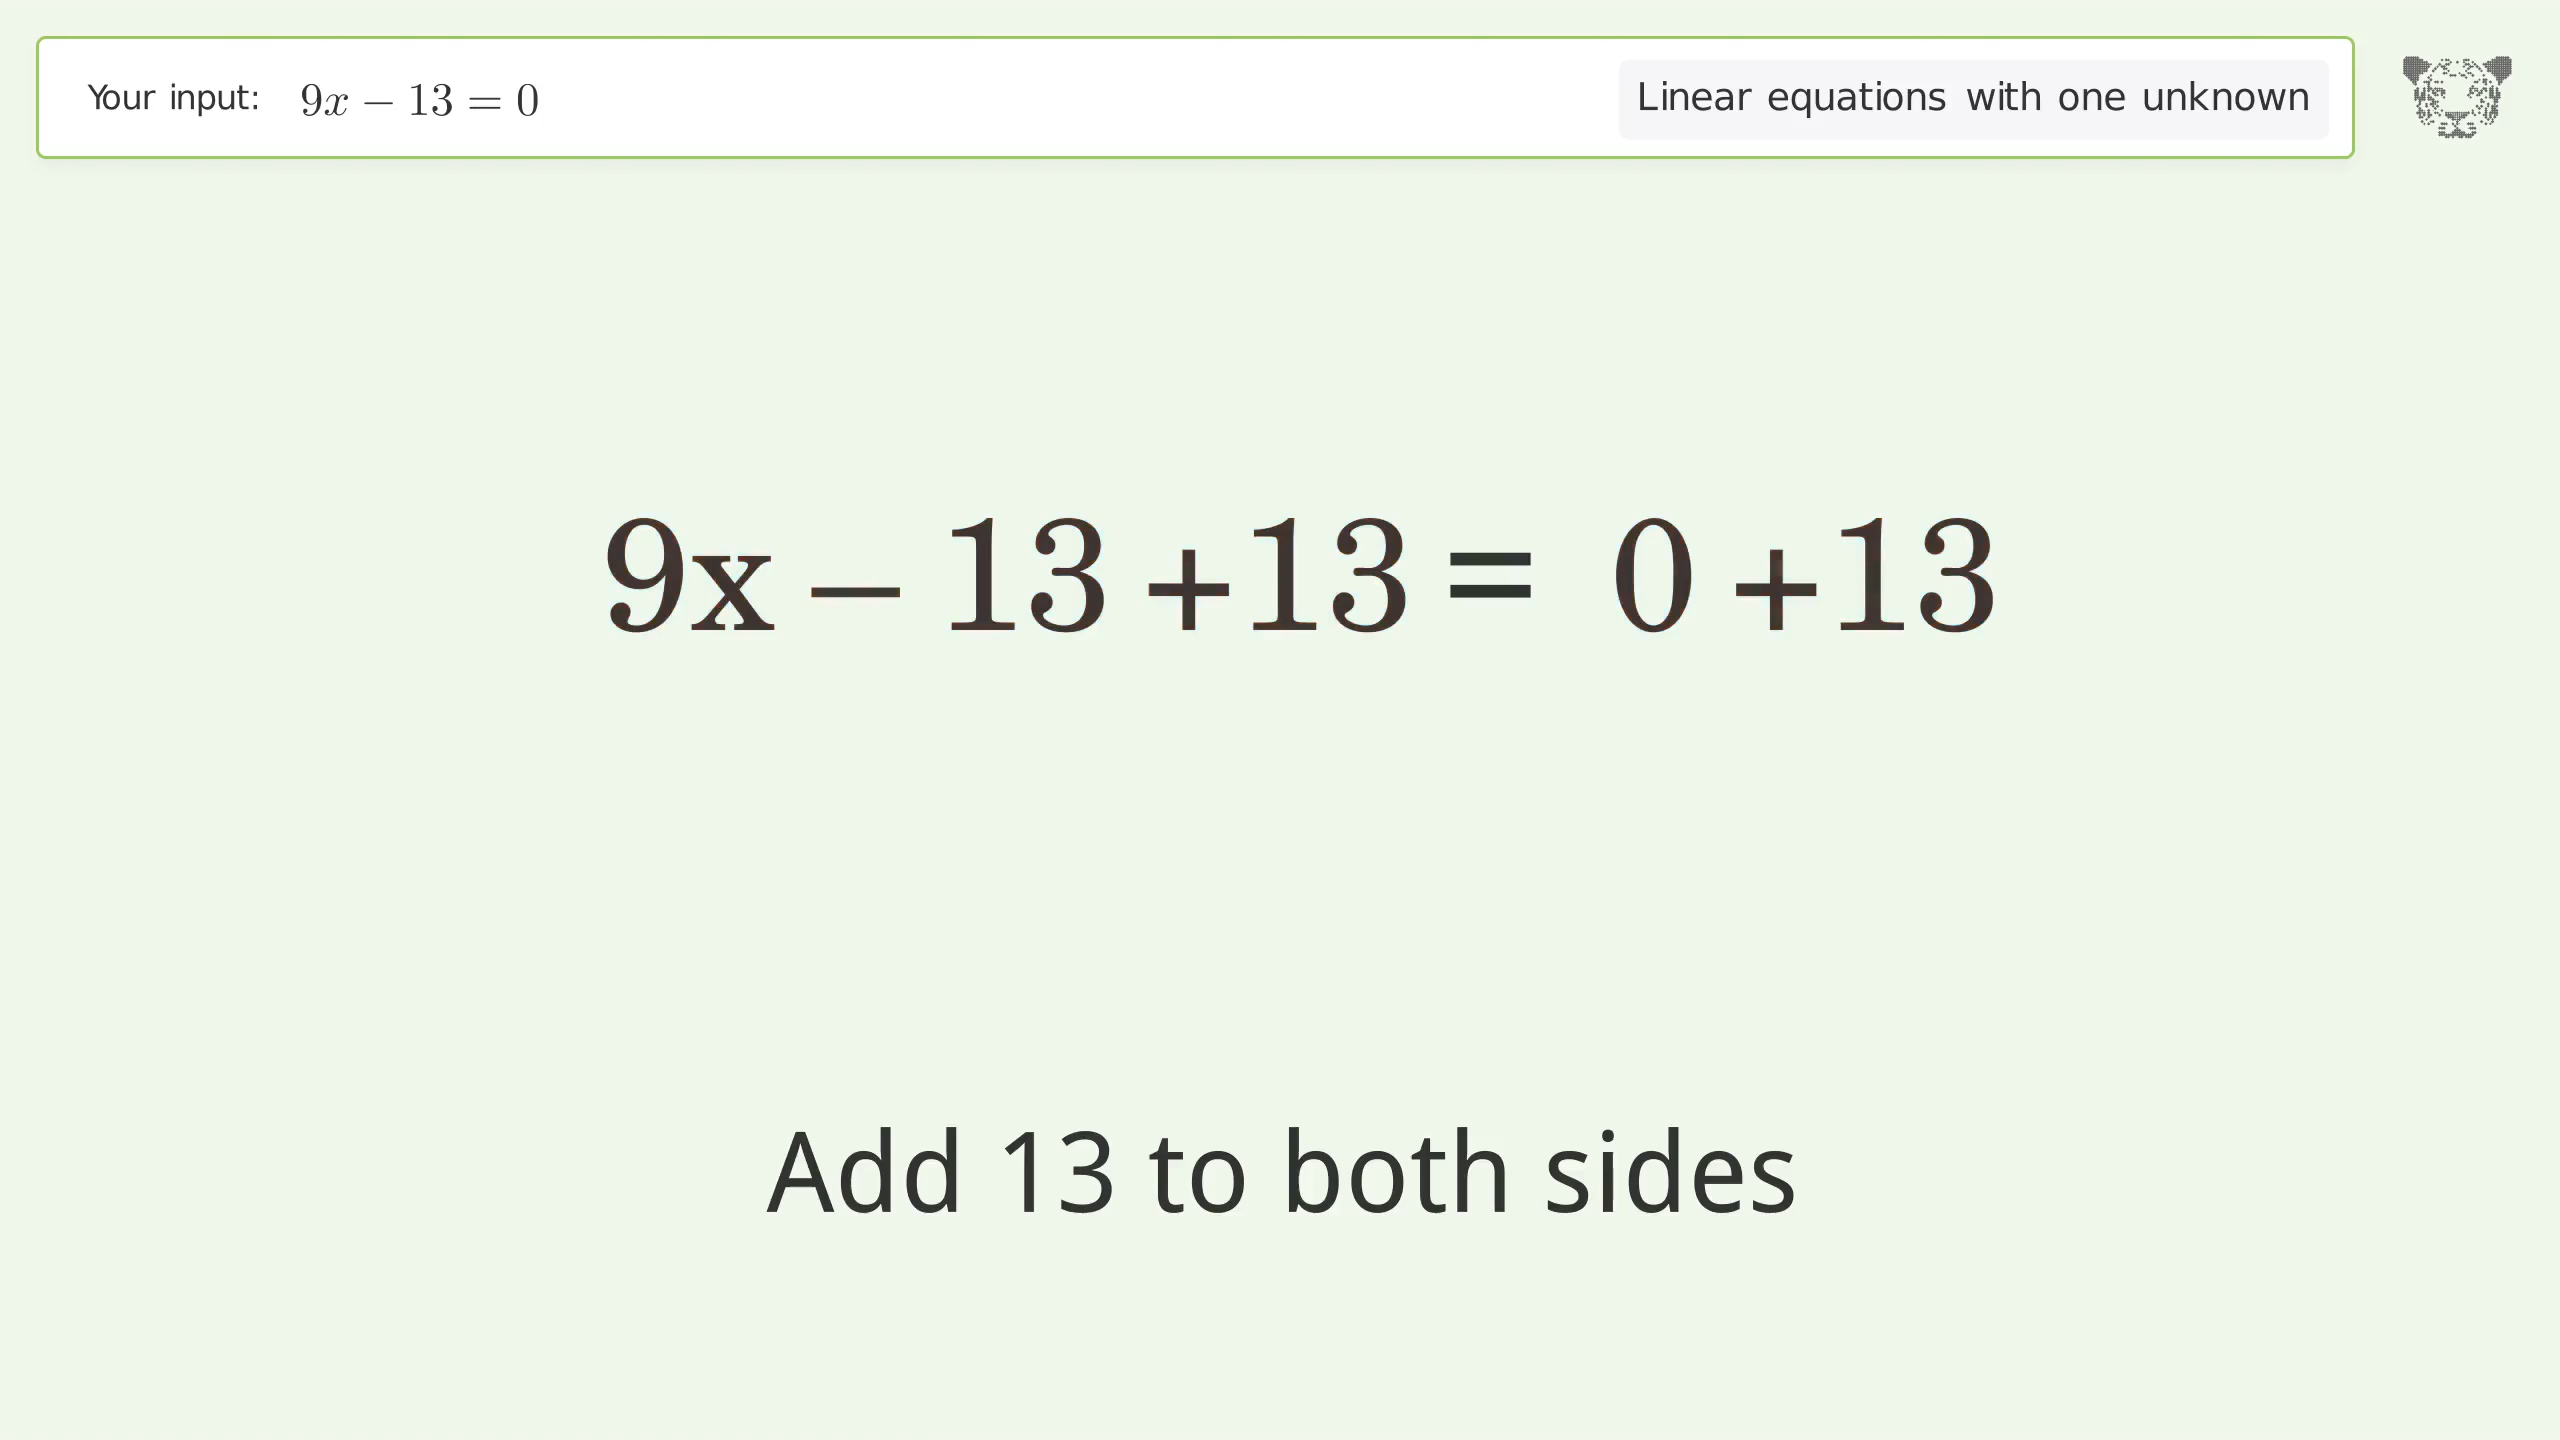 Your input: 9x − 13 = 0 Linear equations with one unknown
9x − 13 +13 = 0 +13
Add 13 to both sides